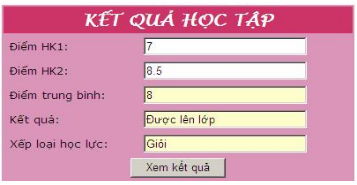 KẾT QUẢ HỌC TẬP
Điểm HK1: 7
Điểm HK2: 8.5
Điểm trung bình: 8
Kết quả: Được lên lớp
Xếp loại học lực: Giỏi
Xem kết quả